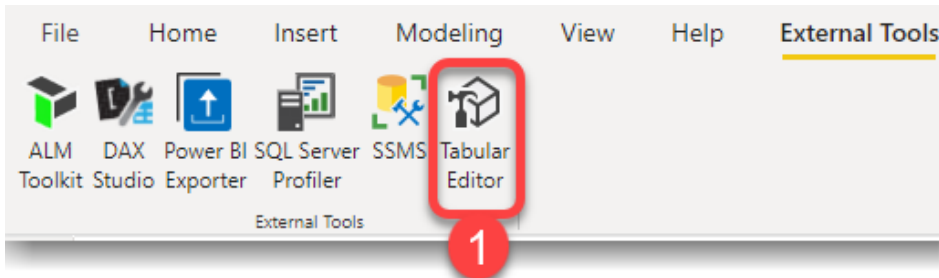 File Home Insert Modeling View Help External Tools
ALM DAX Power BI SQL Server SSMS Tabular
Toolkit Studio Exporter Profiler Editor
External Tools
1